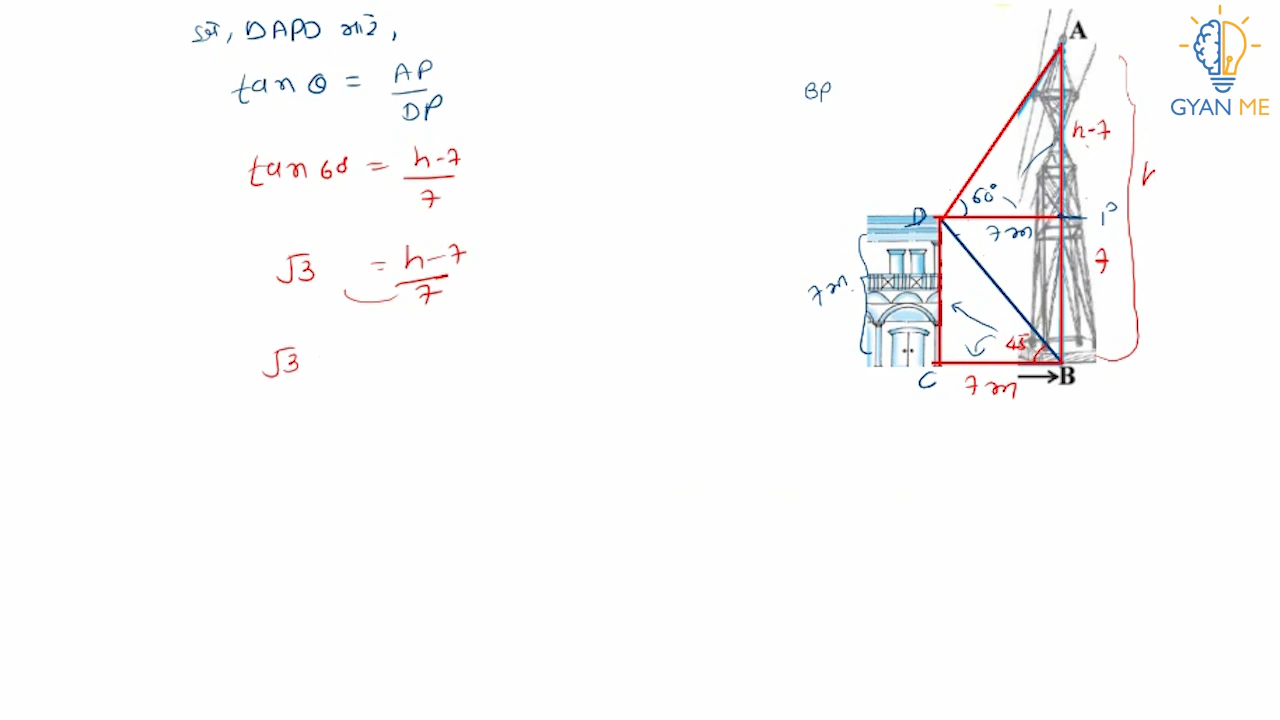 હવે, ΔAPD માટે,
tan θ = AP/DP
tan 60° = h-7/7
√3 = h-7/7
√3
BP
A
h-7
h
60°
D
P
7m
7m
7
45
C
7m
B
GYAN ME